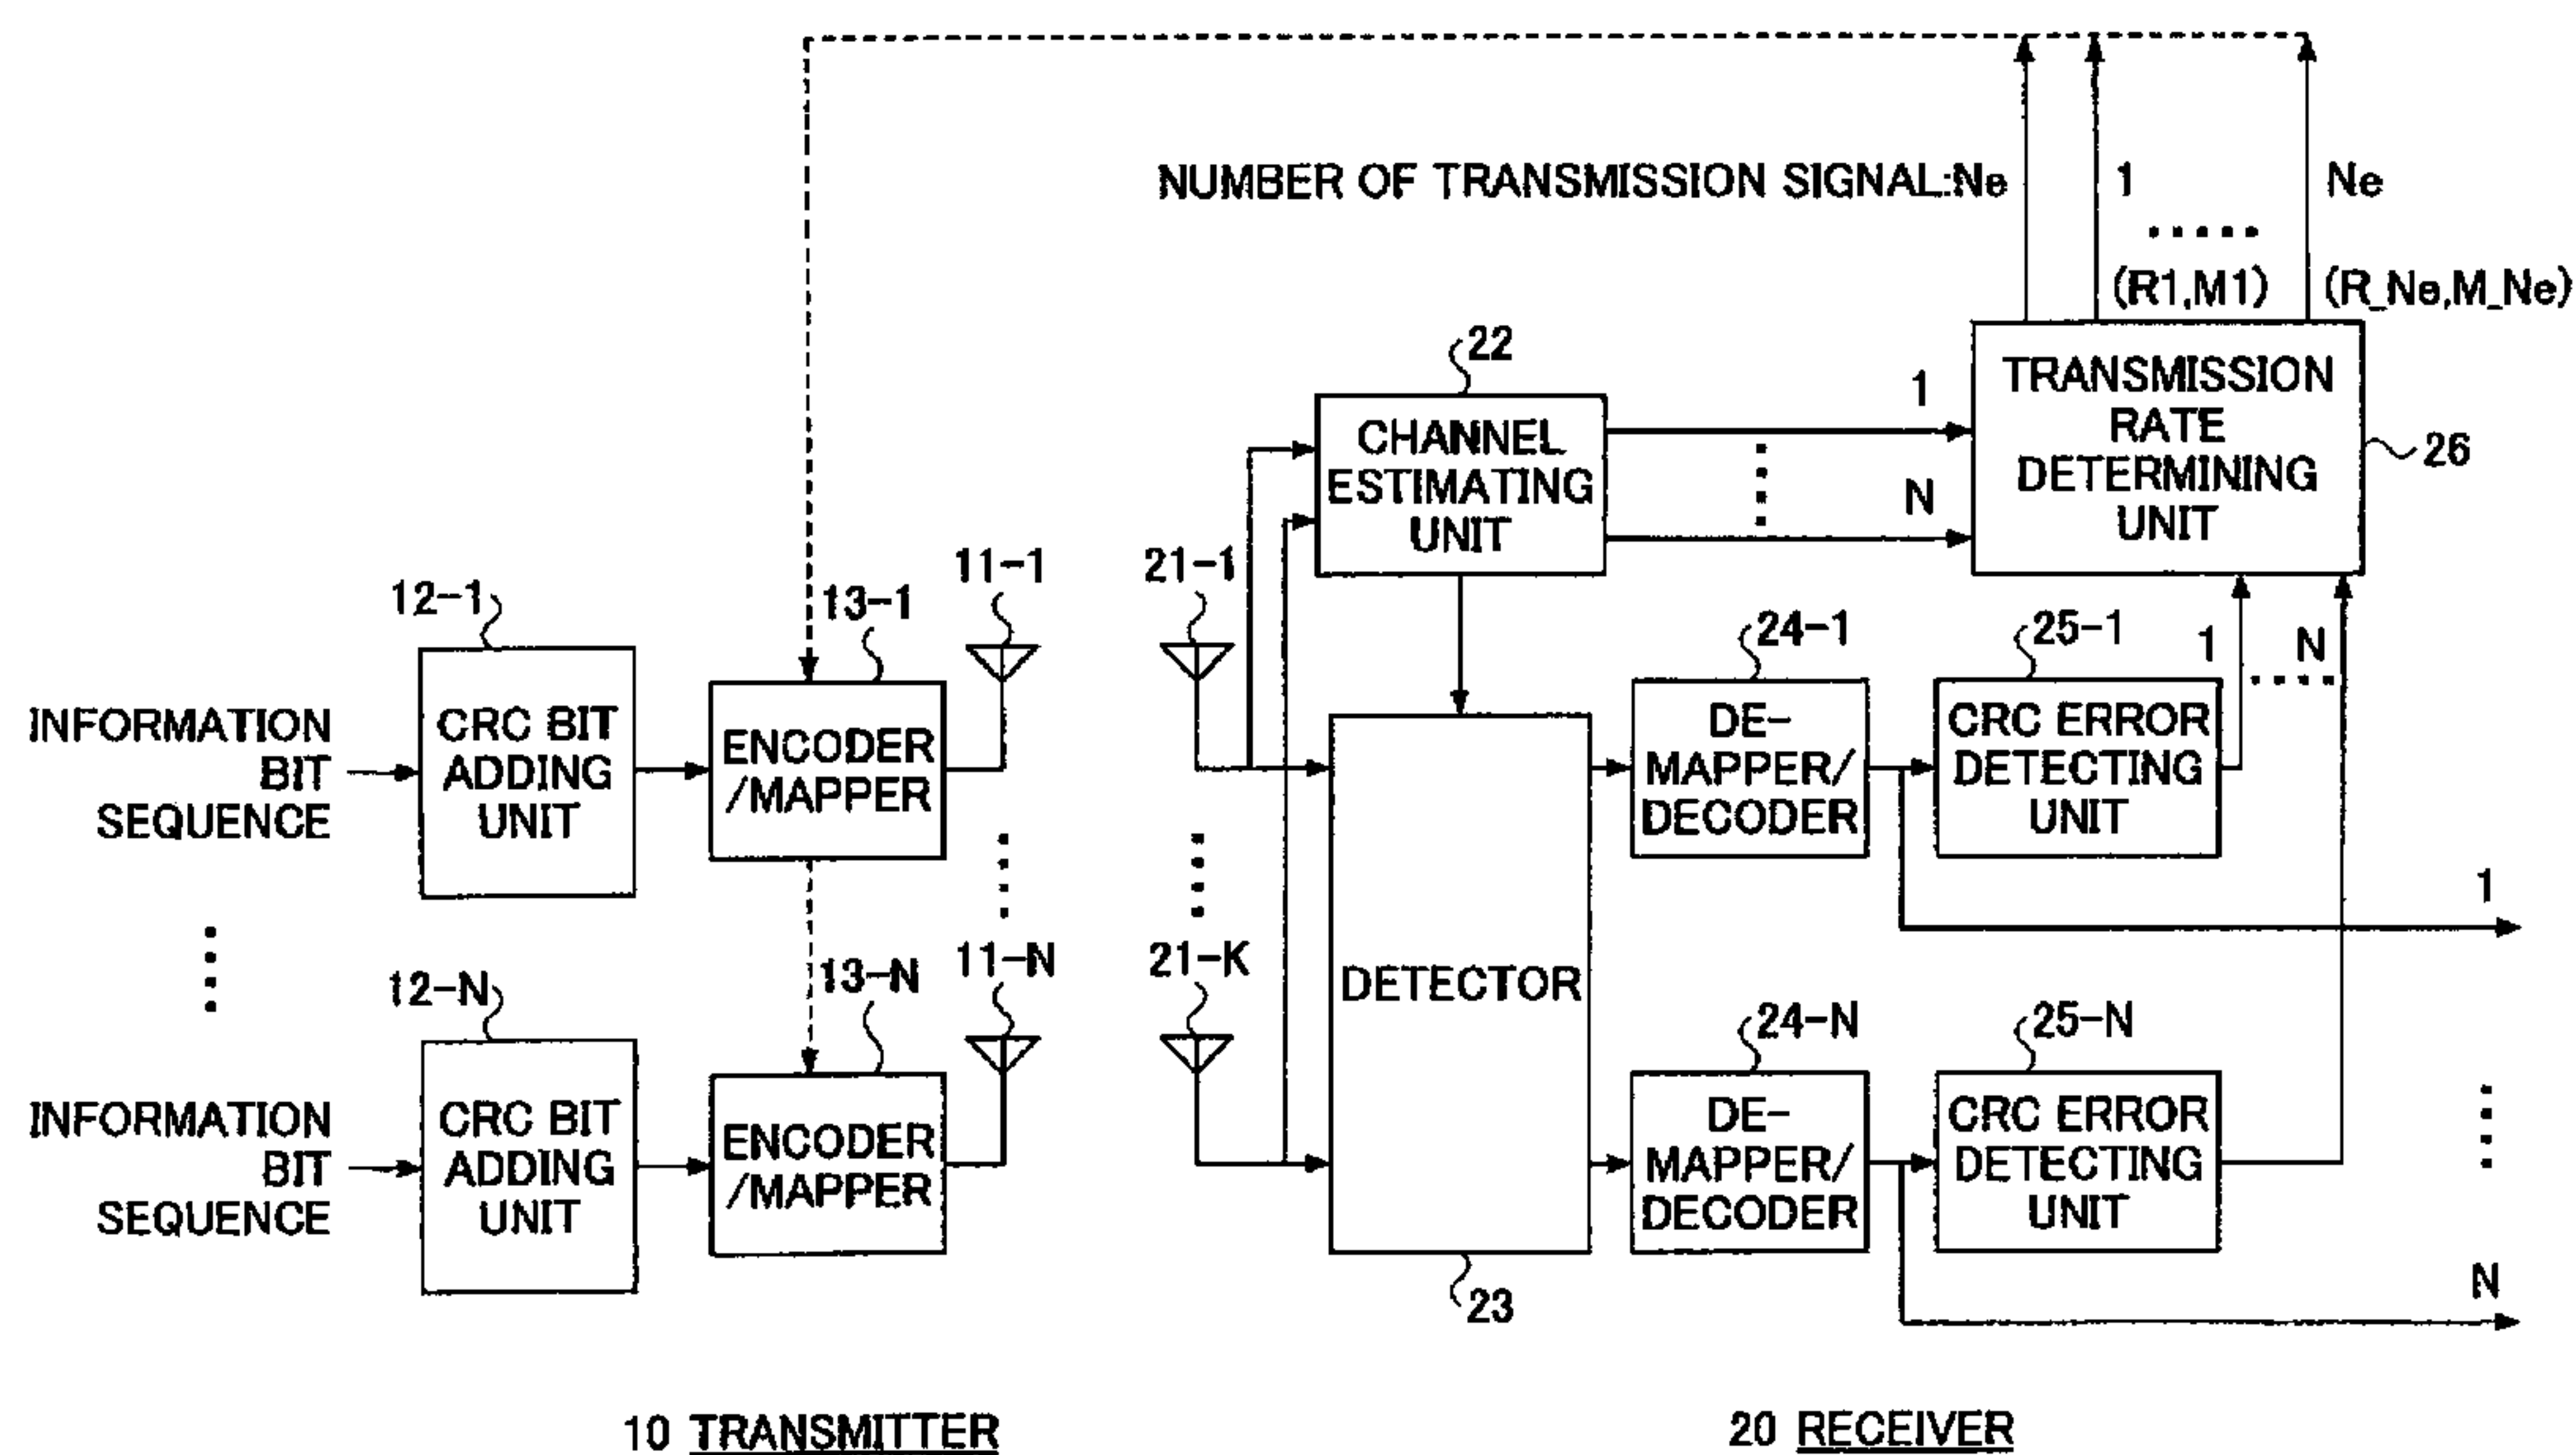 NUMBER OF TRANSMISSION SIGNAL:Ne
1
Ne
(R1,M1)
(R_Ne,M_Ne)
22
CHANNEL
ESTIMATING
UNIT
1
N
TRANSMISSION
RATE
DETERMINING
UNIT
26
12-1
13-1
11-1
21-1
24-1
25-1
1
N
INFORMATION
BIT
SEQUENCE
CRC BIT
ADDING
UNIT
ENCODER
/MAPPER
DE-
MAPPER/
DECODER
CRC ERROR
DETECTING
UNIT
1
12-N
13-N
11-N
21-K
DETECTOR
24-N
25-N
INFORMATION
BIT
SEQUENCE
CRC BIT
ADDING
UNIT
ENCODER
/MAPPER
DE-
MAPPER/
DECODER
CRC ERROR
DETECTING
UNIT
N
23
10 TRANSMITTER
20 RECEIVER